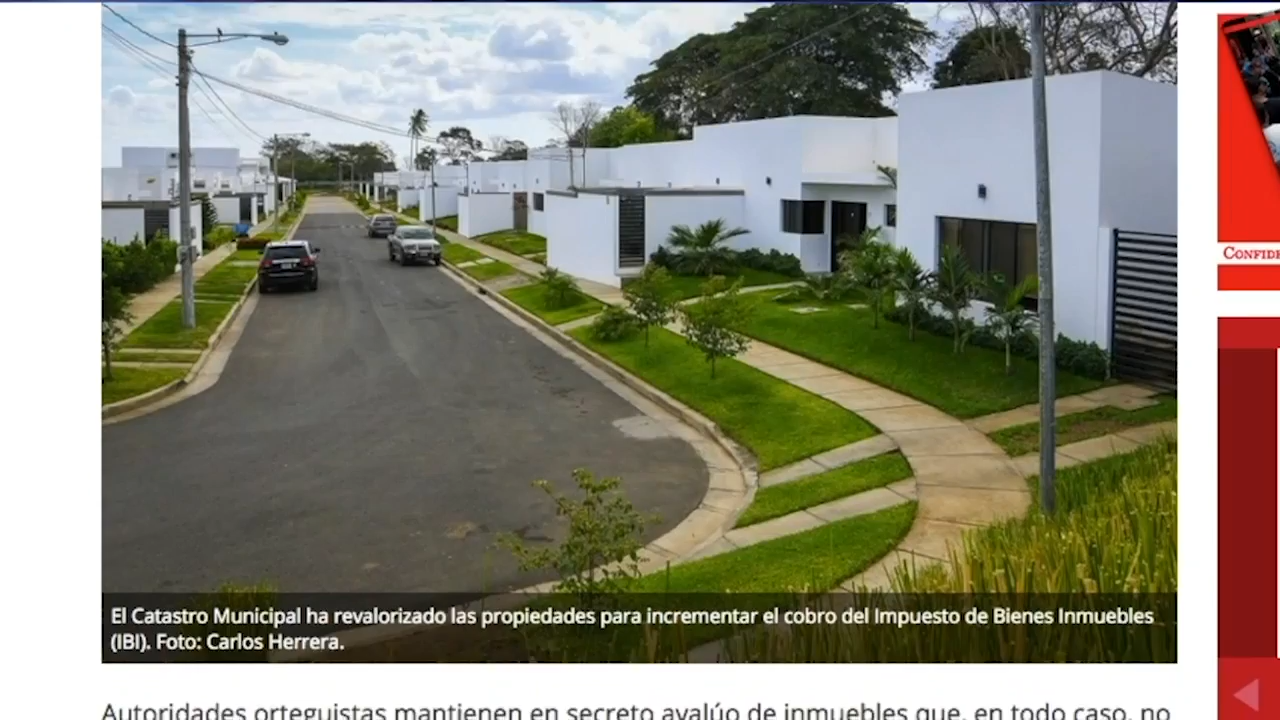 El Catastro Municipal ha revalorizado las propiedades para incrementar el cobro del Impuesto de Bienes Inmuebles
(IBI). Foto: Carlos Herrera.
Autoridades orteguistas mantienen en secreto avalúo de inmuebles que, en todo caso, no